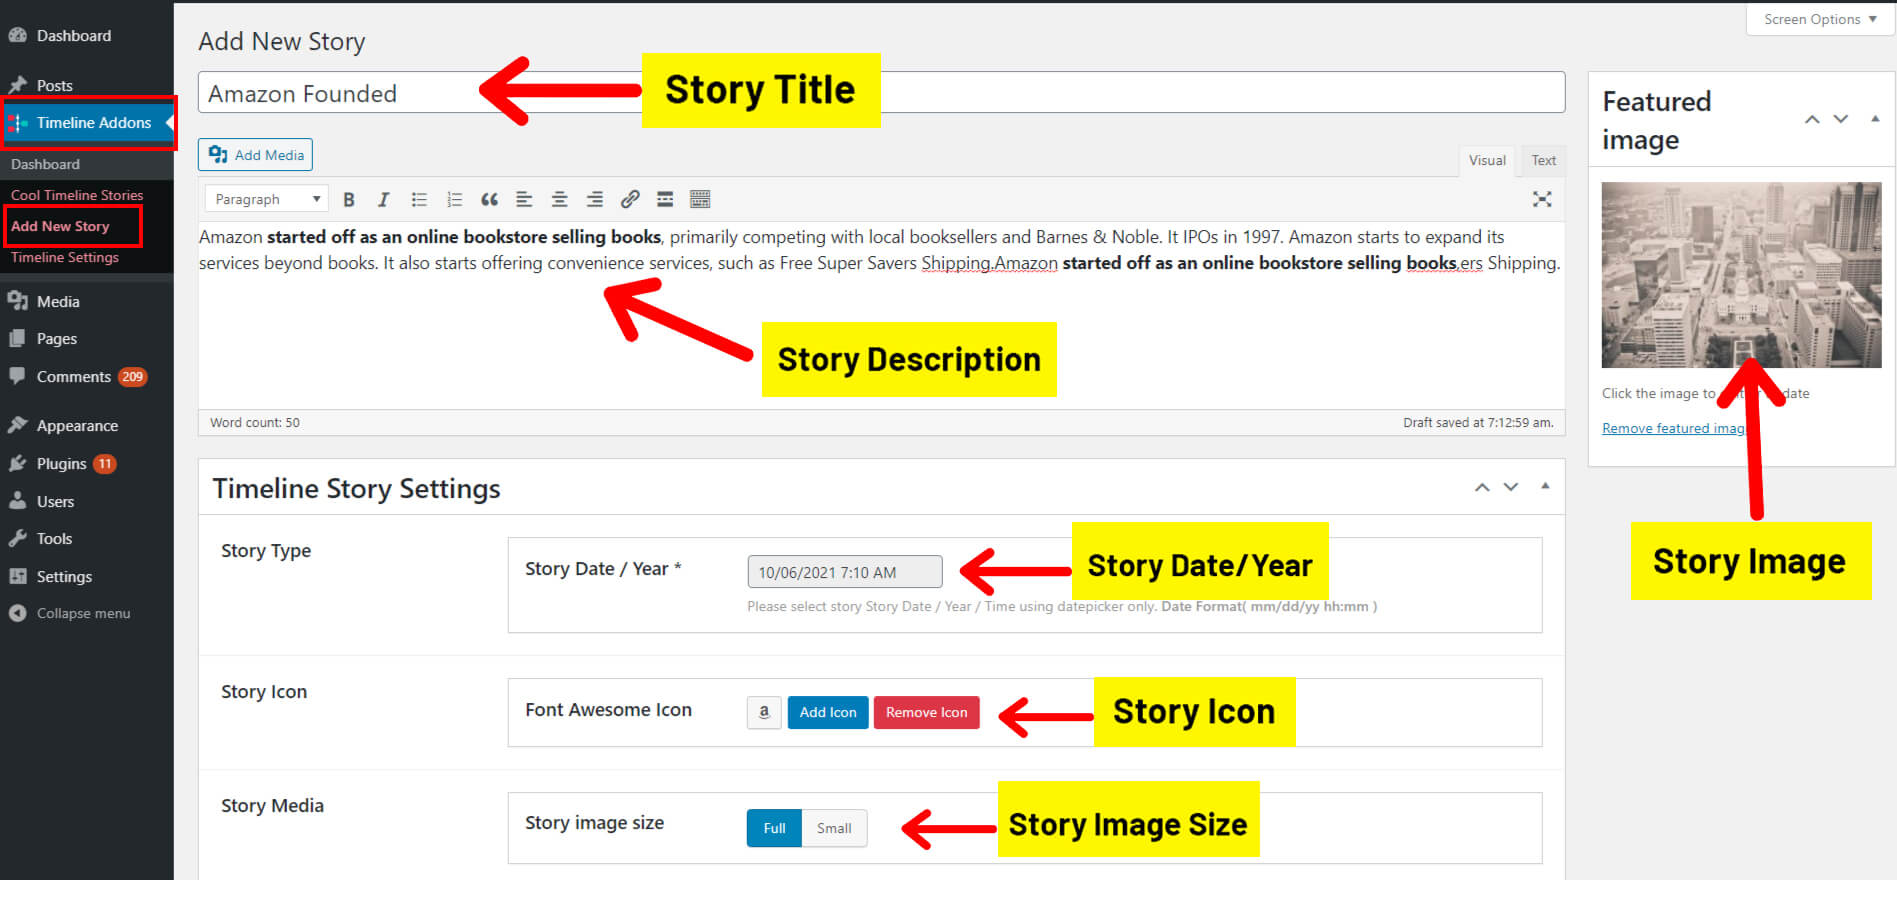 Screen Options
Dashboard
Posts
Timeline Addons
Dashboard
Cool Timeline Stories
Add New Story
Timeline Settings
Media
Pages
Comments 209
Appearance
Plugins 11
Users
Tools
Settings
Collapse menu
Add New Story
Amazon Founded
Story Title
Add Media
Visual Text
Paragraph B I
Amazon started off as an online bookstore selling books, primarily competing with local booksellers and Barnes & Noble. It IPOs in 1997. Amazon starts to expand its
services beyond books. It also starts offering convenience services, such as Free Super Savers Shipping,Amazon started off as an online bookstore selling books,ers Shipping.
Story Description
Word count: 50 Draft saved at 7:12:59 am.
Timeline Story Settings
Story Type
Story Date / Year *
10/06/2021 7:10 AM
Story Date/Year
Please select story Story Date / Year / Time using datepicker only. Date Format( mm/dd/yy hh:mm )
Story Icon
Font Awesome Icon
a
Add Icon
Remove Icon
Story Icon
Story Media
Story image size
Full
Small
Story Image Size
Featured
image
Click the image to
Remove featured
Story Image